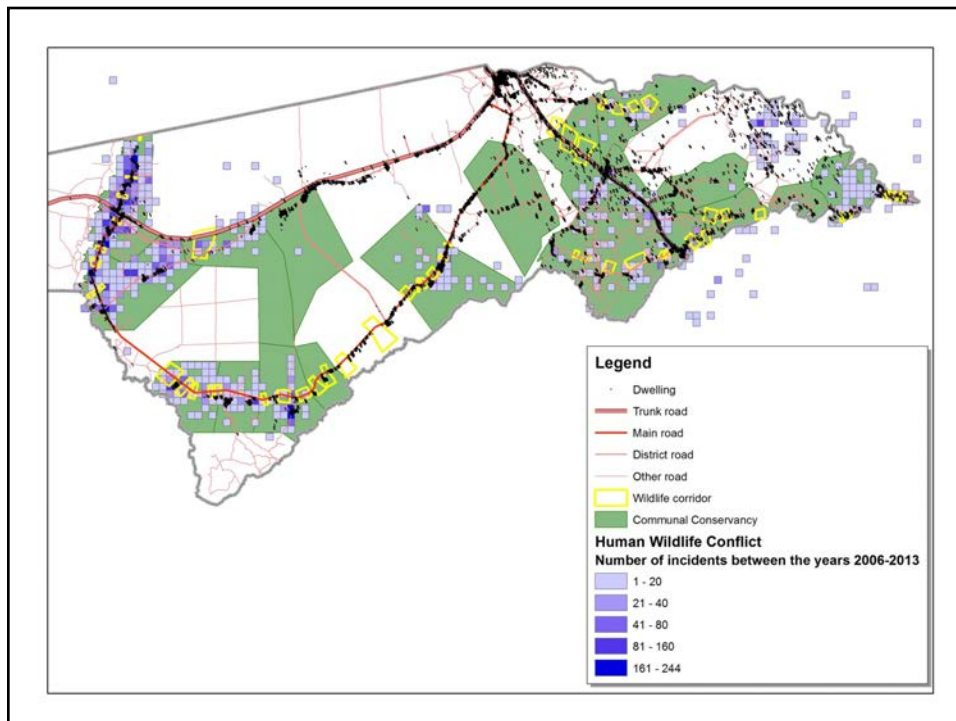 Legend
Dwelling
Trunk road
Main road
District road
Other road
Wildlife corridor
Communal Conservancy
Human Wildlife Conflict
Number of incidents between the years 2006-2013
1 - 20
21 - 40
41 - 80
81 - 160
161 - 244